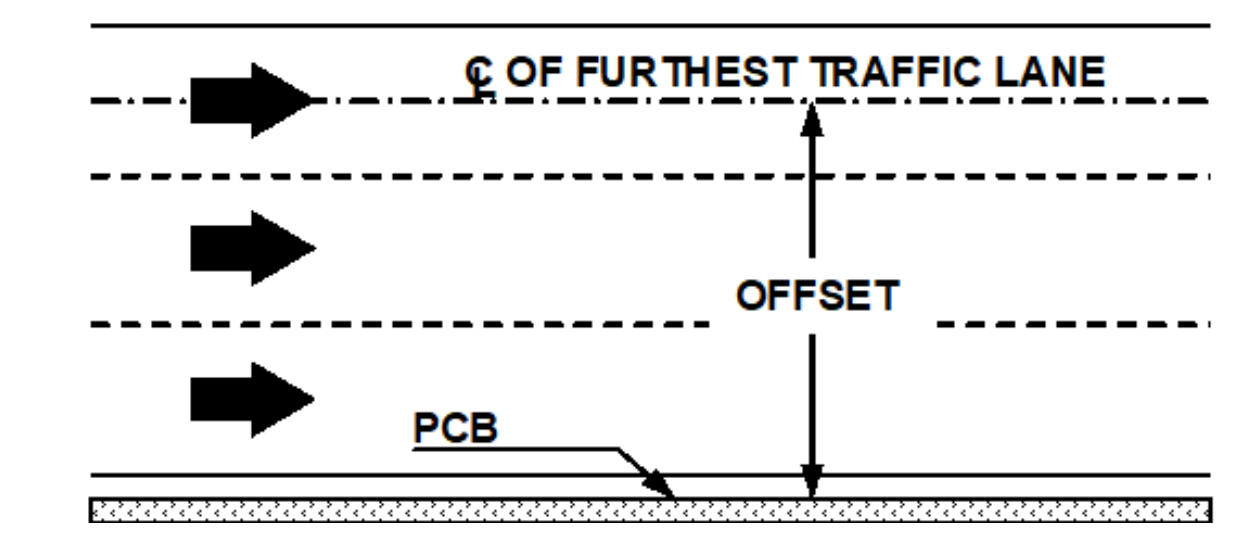 ℄ OF FURTHEST TRAFFIC LANE
OFFSET
PCB